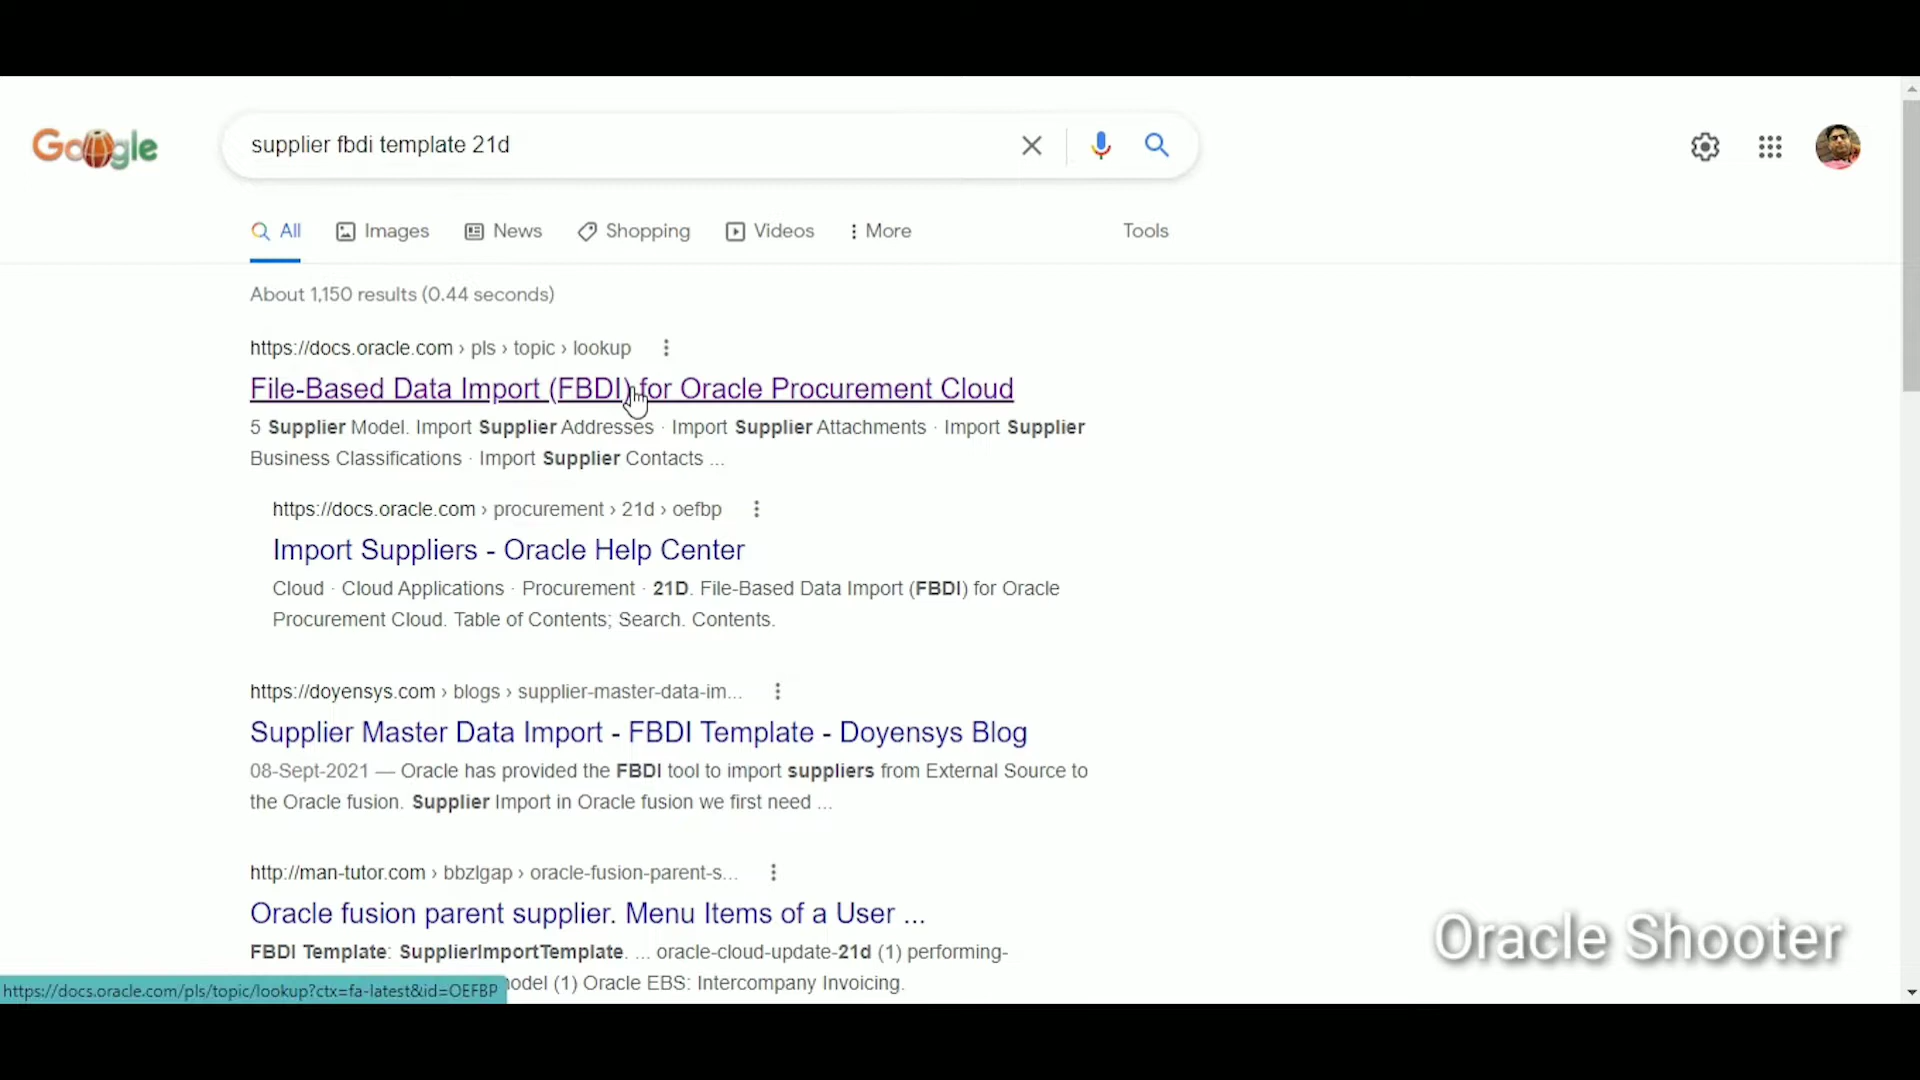 Google
supplier fbdi template 21d
All Images News Shopping Videos More Tools
About 1,150 results (0.44 seconds)
https://docs.oracle.com › pls › topic › lookup
File-Based Data Import (FBDI) for Oracle Procurement Cloud
5 Supplier Model. Import Supplier Addresses · Import Supplier Attachments · Import Supplier
Business Classifications · Import Supplier Contacts ...
https://docs.oracle.com › procurement › 21d › oefbp
Import Suppliers - Oracle Help Center
Cloud · Cloud Applications · Procurement · 21D. File-Based Data Import (FBDI) for Oracle
Procurement Cloud. Table of Contents; Search. Contents.
https://doyensys.com › blogs › supplier-master-data-im...
Supplier Master Data Import - FBDI Template - Doyensys Blog
08-Sept-2021 — Oracle has provided the FBDI tool to import suppliers from External Source to
the Oracle fusion. Supplier Import in Oracle fusion we first need ...
http://man-tutor.com › bbzlgap › oracle-fusion-parent-s...
Oracle fusion parent supplier. Menu Items of a User ...
FBDI Template: SupplierImportTemplate. ... oracle-cloud-update-21d (1) performing-
odel (1) Oracle EBS: Intercompany Invoicing.
https://docs.oracle.com/pls/topic/lookup?ctx=fa-latest&id=OEFBP
Oracle Shooter